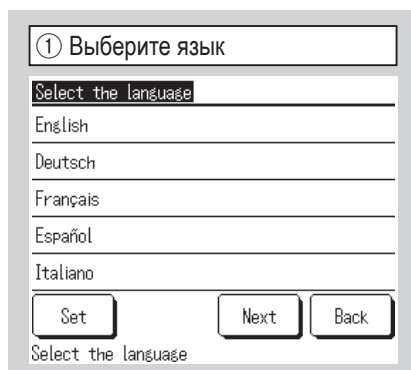 ① Выберите язык
Select the language
English
Deutsch
Français
Español
Italiano
Set Next Back
Select the language